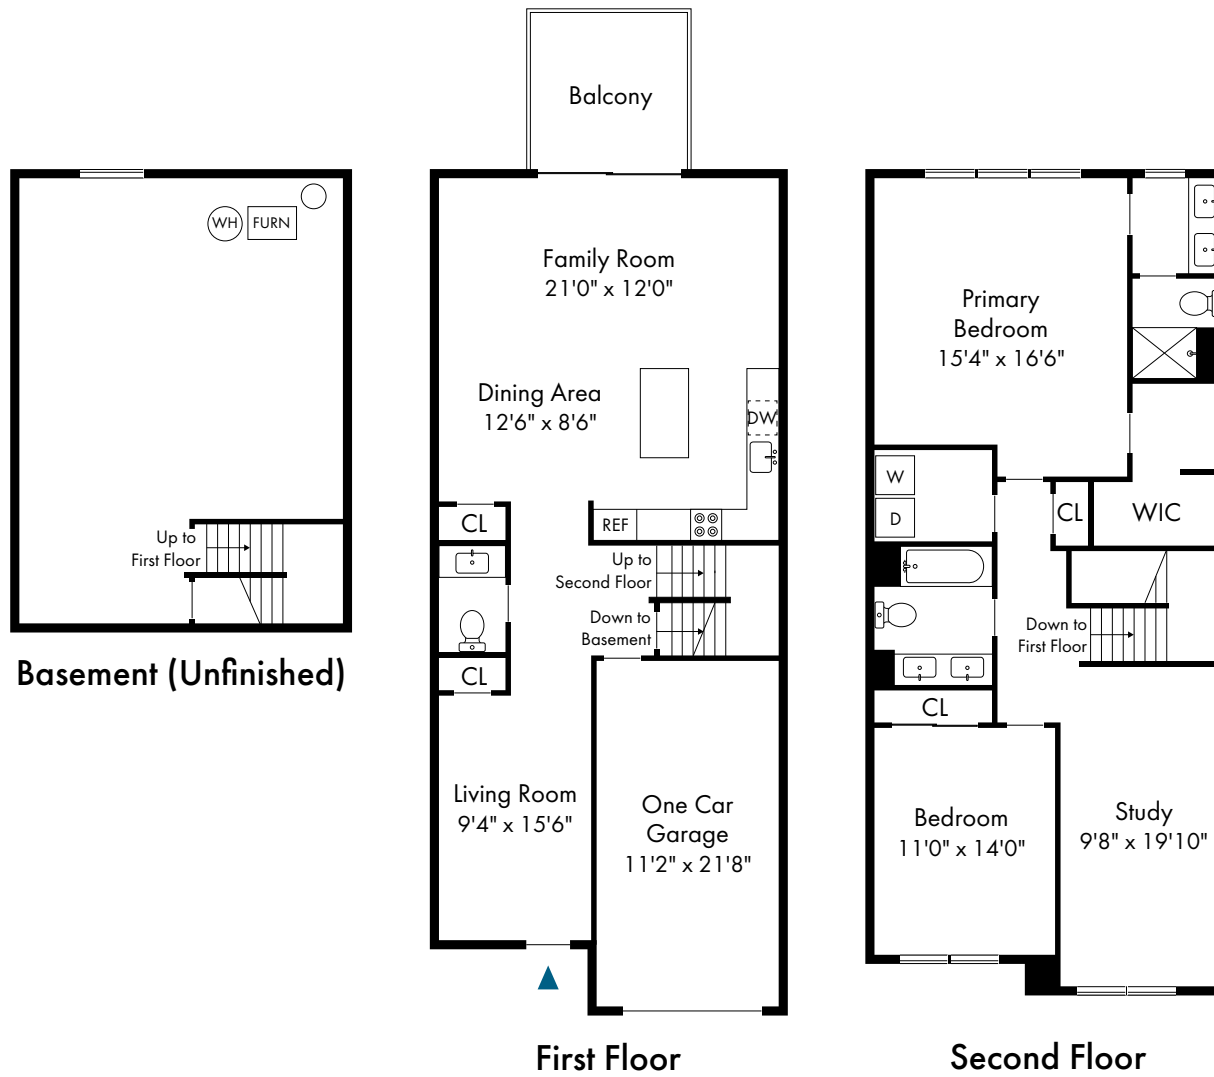 WH
FURN
Up to
First Floor
Basement (Unfinished)
Balcony
Family Room
21'0" x 12'0"
Dining Area
12'6" x 8'6"
DW
CL
REF
Up to
Second Floor
Down to
Basement
CL
Living Room
9'4" x 15'6"
One Car
Garage
11'2" x 21'8"
First Floor
Primary
Bedroom
15'4" x 16'6"
W
D
CL
WIC
Down to
First Floor
CL
Bedroom
11'0" x 14'0"
Study
9'8" x 19'10"
Second Floor